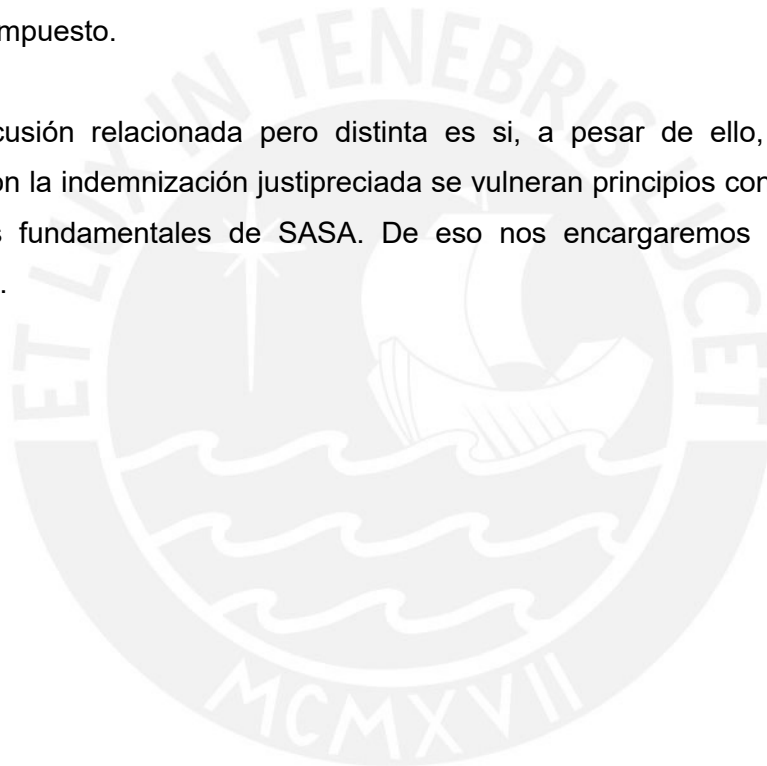 mpuesto.
cusión relacionada pero distinta es si, a pesar de ello,
on la indemnización justipreciada se vulneran principios con
s fundamentales de SASA. De eso nos encargaremos
.
ET LUX IN TENEBRIS LUCET
MCMXVII